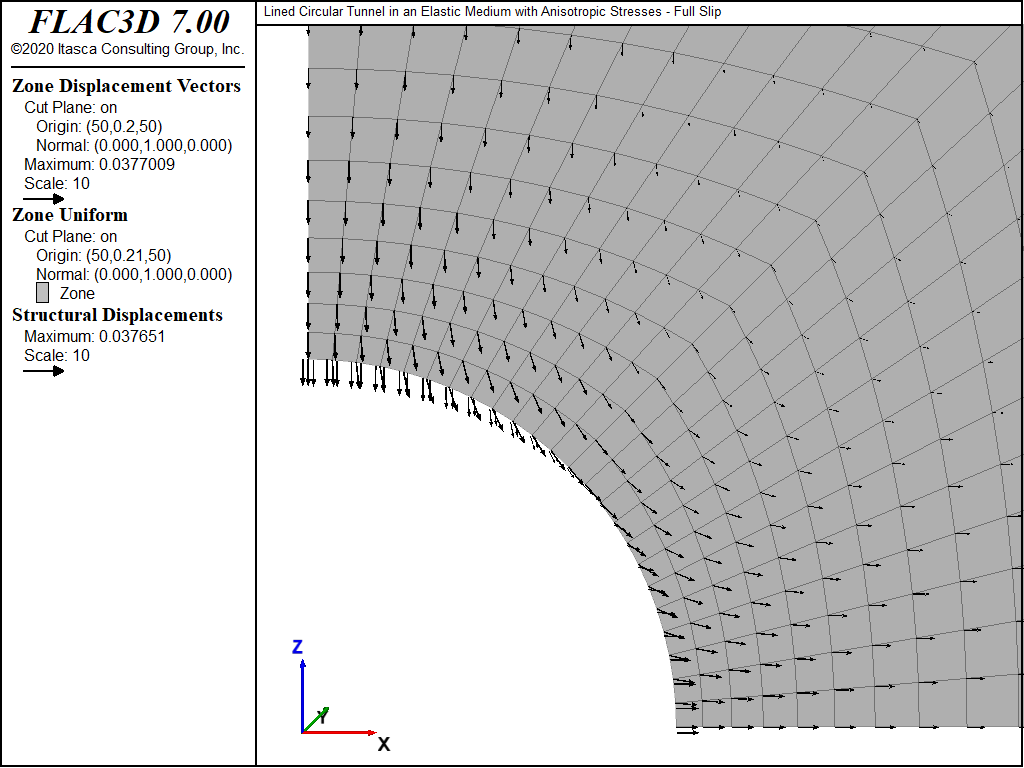 FLAC3D 7.00
©2020 Itasca Consulting Group, Inc.
Zone Displacement Vectors
Cut Plane: on
Origin: (50,0.2,50)
Normal: (0.000,1.000,0.000)
Maximum: 0.0377009
Scale: 10
Zone Uniform
Cut Plane: on
Origin: (50,0.21,50)
Normal: (0.000,1.000,0.000)
Zone
Structural Displacements
Maximum: 0.037651
Scale: 10
Lined Circular Tunnel in an Elastic Medium with Anisotropic Stresses - Full Slip
Z
Y
X